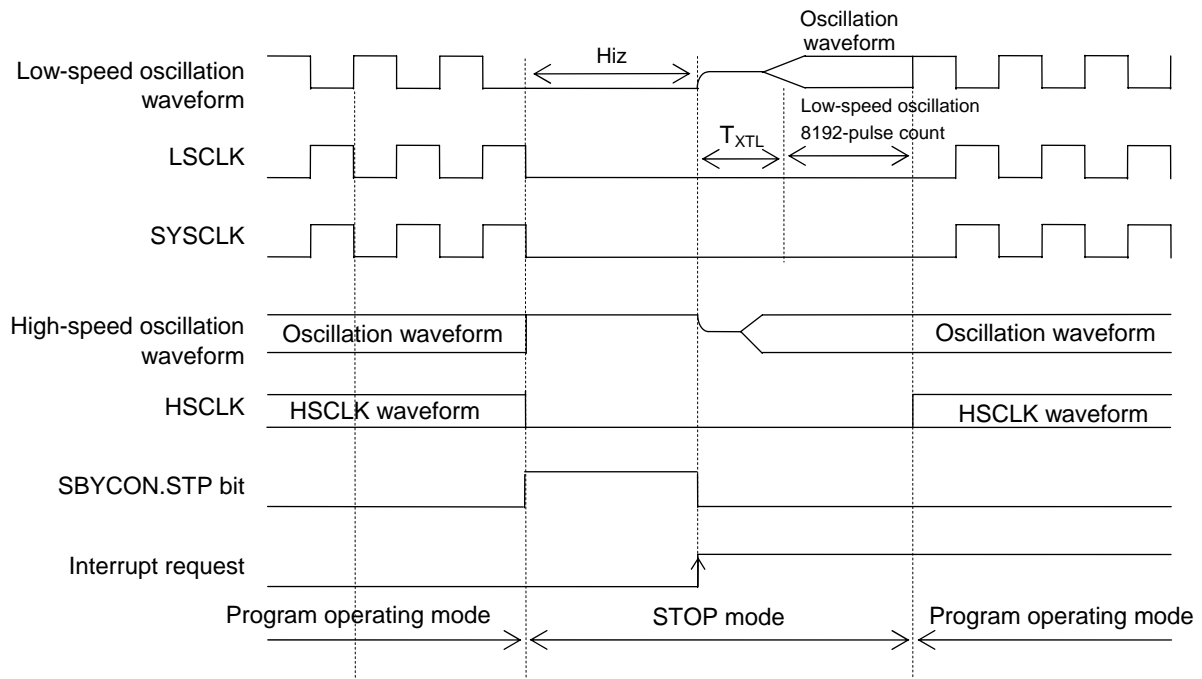 Oscillation
waveform
Low-speed oscillation
waveform
Hiz
Low-speed oscillation
8192-pulse count
TXTL
LSCLK
SYSCLK
High-speed oscillation
waveform
Oscillation waveform
Oscillation waveform
HSCLK
HSCLK waveform
HSCLK waveform
SBYCON.STP bit
Interrupt request
Program operating mode
STOP mode
Program operating mode